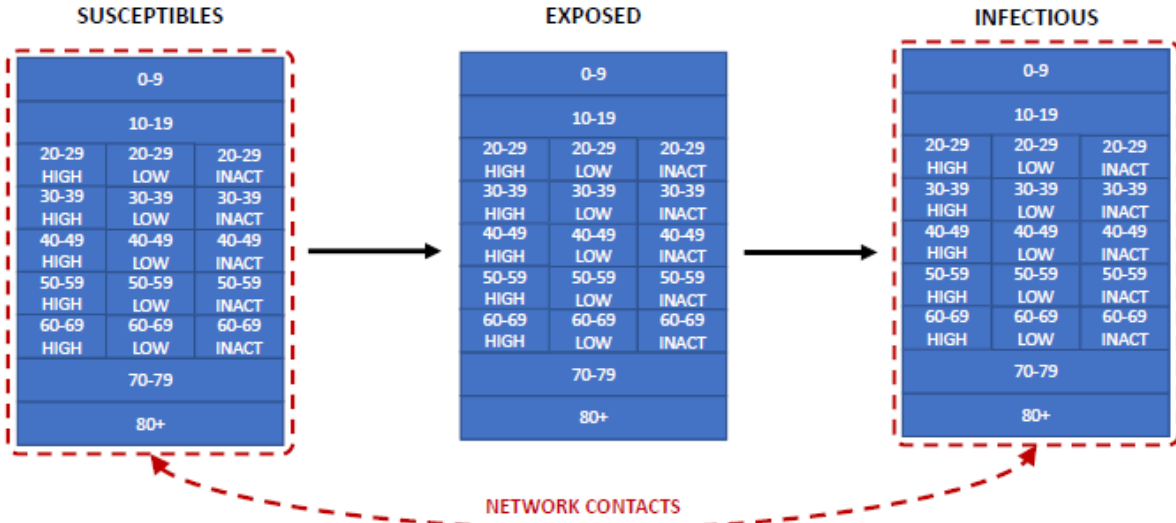 SUSCEPTIBLES
0-9
10-19
20-29 20-29 20-29
HIGH LOW INACT
30-39 30-39 30-39
HIGH LOW INACT
40-49 40-49 40-49
HIGH LOW INACT
50-59 50-59 50-59
HIGH LOW INACT
60-69 60-69 60-69
HIGH LOW INACT
70-79
80+
EXPOSED
0-9
10-19
20-29 20-29 20-29
HIGH LOW INACT
30-39 30-39 30-39
HIGH LOW INACT
40-49 40-49 40-49
HIGH LOW INACT
50-59 50-59 50-59
HIGH LOW INACT
60-69 60-69 60-69
HIGH LOW INACT
70-79
80+
INFECTIOUS
0-9
10-19
20-29 20-29 20-29
HIGH LOW INACT
30-39 30-39 30-39
HIGH LOW INACT
40-49 40-49 40-49
HIGH LOW INACT
50-59 50-59 50-59
HIGH LOW INACT
60-69 60-69 60-69
HIGH LOW INACT
70-79
80+
NETWORK CONTACTS